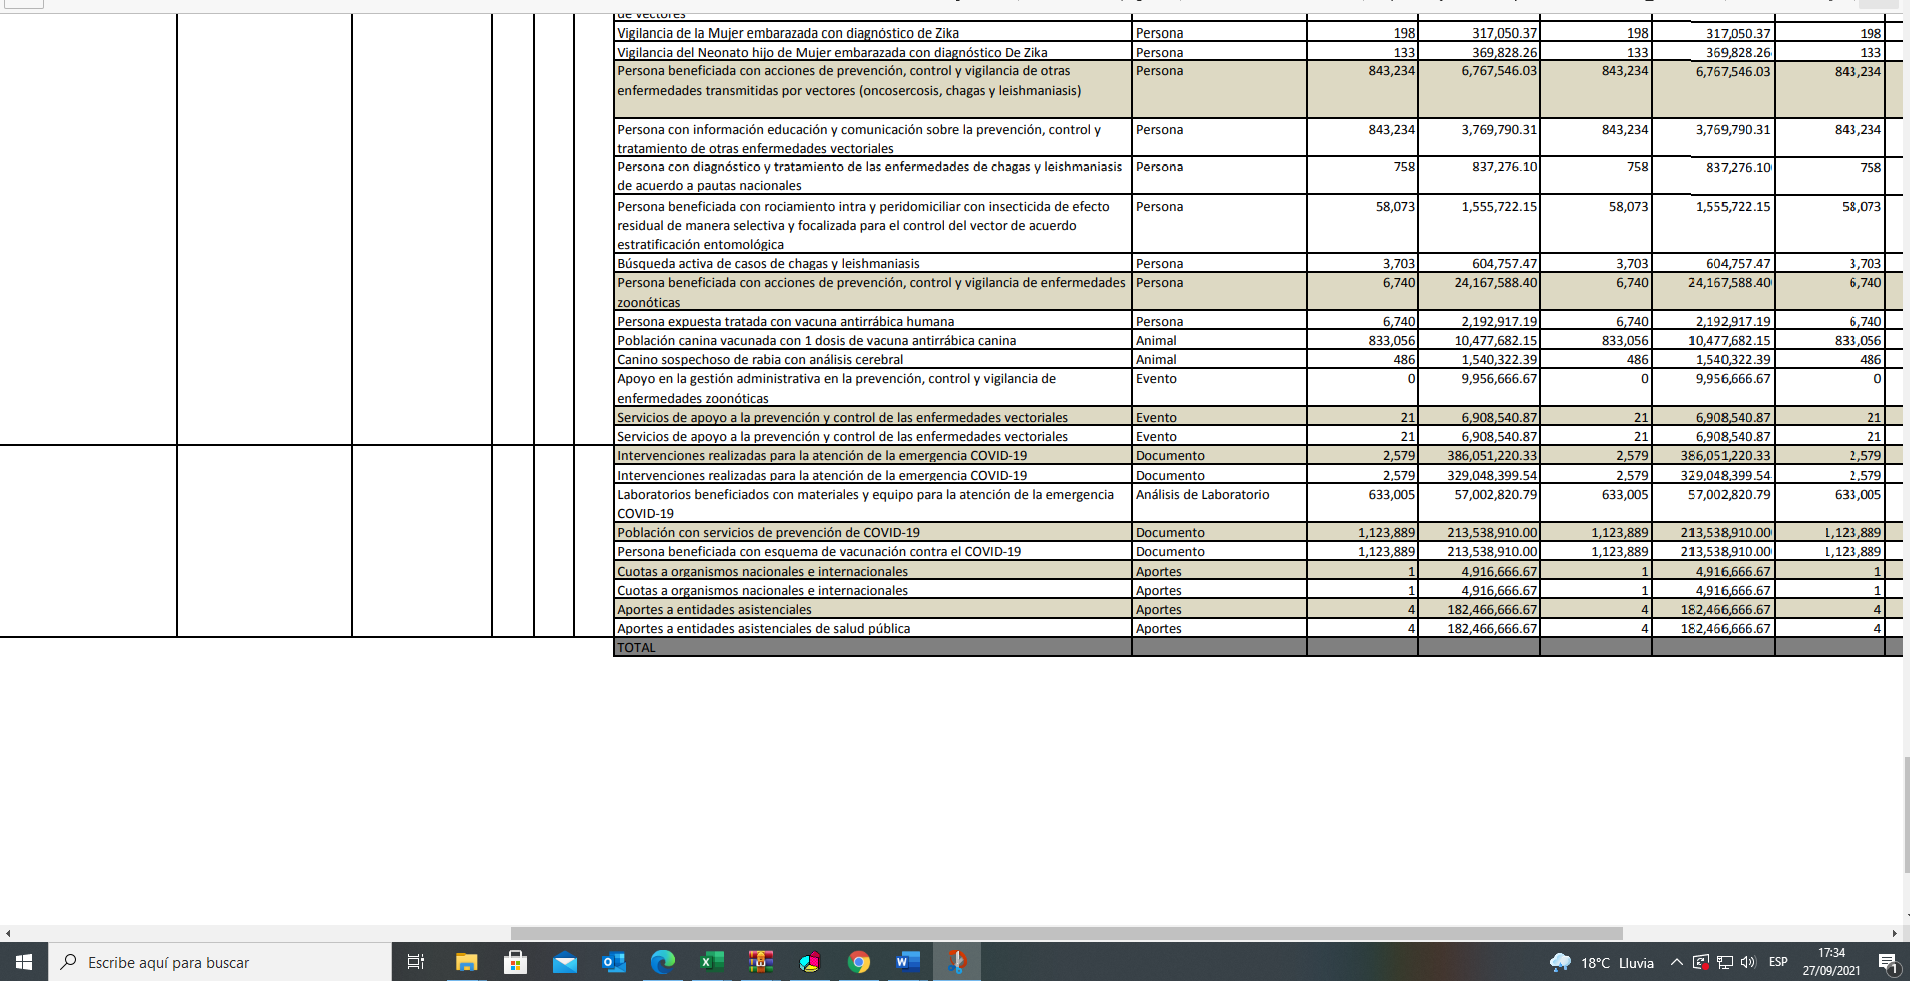 de vectores
Vigilancia de la Mujer embarazada con diagnóstico de Zika Persona 198 317,050.37 198 317,050.37 198
Vigilancia del Neonato hijo de Mujer embarazada con diagnóstico De Zika Persona 133 369,828.26 133 369,828.26 133
Persona beneficiada con acciones de prevención, control y vigilancia de otras Persona 843,234 6,767,546.03 843,234 6,767,546.03 843,234
enfermedades transmitidas por vectores (oncosercosis, chagas y leishmaniasis)
Persona con información educación y comunicación sobre la prevención, control y Persona 843,234 3,769,790.31 843,234 3,769,790.31 843,234
tratamiento de otras enfermedades vectoriales
Persona con diagnóstico y tratamiento de las enfermedades de chagas y leishmaniasis Persona 758 837,276.10 758 837,276.10 758
de acuerdo a pautas nacionales
Persona beneficiada con rociamiento intra y peridomiciliar con insecticida de efecto Persona 58,073 1,555,722.15 58,073 1,555,722.15 58,073
residual de manera selectiva y focalizada para el control del vector de acuerdo
estratificación entomológica
Búsqueda activa de casos de chagas y leishmaniasis Persona 3,703 604,757.47 3,703 604,757.47 3,703
Persona beneficiada con acciones de prevención, control y vigilancia de enfermedades Persona 6,740 24,167,588.40 6,740 24,167,588.40 6,740
zoonóticas
Persona expuesta tratada con vacuna antirrábica humana Persona 6,740 2,192,917.19 6,740 2,192,917.19 6,740
Población canina vacunada con 1 dosis de vacuna antirrábica canina Animal 833,056 10,477,682.15 833,056 10,477,682.15 833,056
Canino sospechoso de rabia con análisis cerebral Animal 486 1,540,322.39 486 1,540,322.39 486
Apoyo en la gestión administrativa en la prevención, control y vigilancia de Evento 0 9,956,666.67 0 9,956,666.67 0
enfermedades zoonóticas
Servicios de apoyo a la prevención y control de las enfermedades vectoriales Evento 21 6,908,540.87 21 6,908,540.87 21
Servicios de apoyo a la prevención y control de las enfermedades vectoriales Evento 21 6,908,540.87 21 6,908,540.87 21
Intervenciones realizadas para la atención de la emergencia COVID-19 Documento 2,579 386,051,220.33 2,579 386,051,220.33 2,579
Intervenciones realizadas para la atención de la emergencia COVID-19 Documento 2,579 329,048,399.54 2,579 329,048,399.54 2,579
Laboratorios beneficiados con materiales y equipo para la atención de la emergencia Análisis de Laboratorio 633,005 57,002,820.79 633,005 57,002,820.79 633,005
COVID-19
Población con servicios de prevención de COVID-19 Documento 1,123,889 213,538,910.00 1,123,889 213,538,910.00 1,123,889
Persona beneficiada con esquema de vacunación contra el COVID-19 Documento 1,123,889 213,538,910.00 1,123,889 213,538,910.00 1,123,889
Cuotas a organismos nacionales e internacionales Aportes 1 4,916,666.67 1 4,916,666.67 1
Cuotas a organismos nacionales e internacionales Aportes 1 4,916,666.67 1 4,916,666.67 1
Aportes a entidades asistenciales Aportes 4 182,466,666.67 4 182,466,666.67 4
Aportes a entidades asistenciales de salud pública Aportes 4 182,466,666.67 4 182,466,666.67 4
TOTAL
Escribe aquí para buscar
18°C Lluvia
ESP
17:34
27/09/2021
1